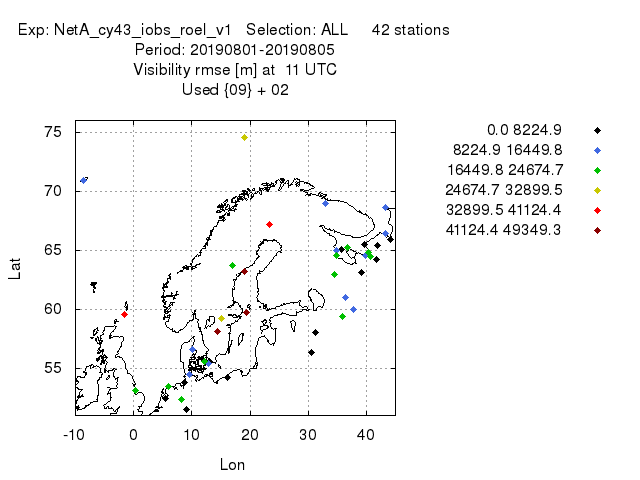 Exp: NetA_cy43_iobs_roel_v1 Selection: ALL 42 stations
Period: 20190801-20190805
Visibility rmse [m] at 11 UTC
Used {09} + 02
0.0 8224.9
8224.9 16449.8
16449.8 24674.7
24674.7 32899.5
32899.5 41124.4
41124.4 49349.3
75
70
65
60
55
Lat
-10 0 10 20 30 40
Lon